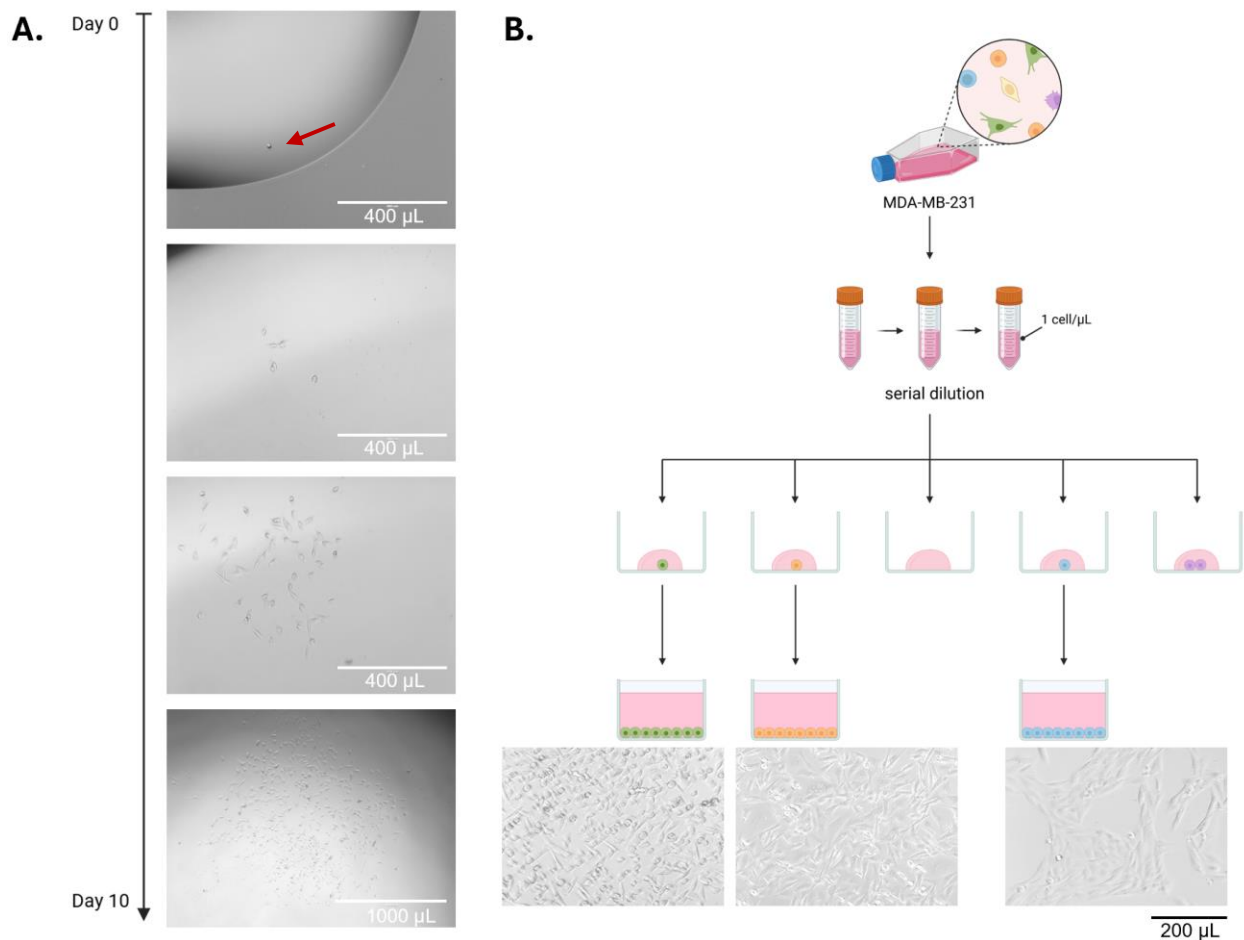 A.
Day 0
400 µL
400 µL
400 µL
Day 10
1000 µL
B.
MDA-MB-231
1 cell/µL
serial dilution
200 µL